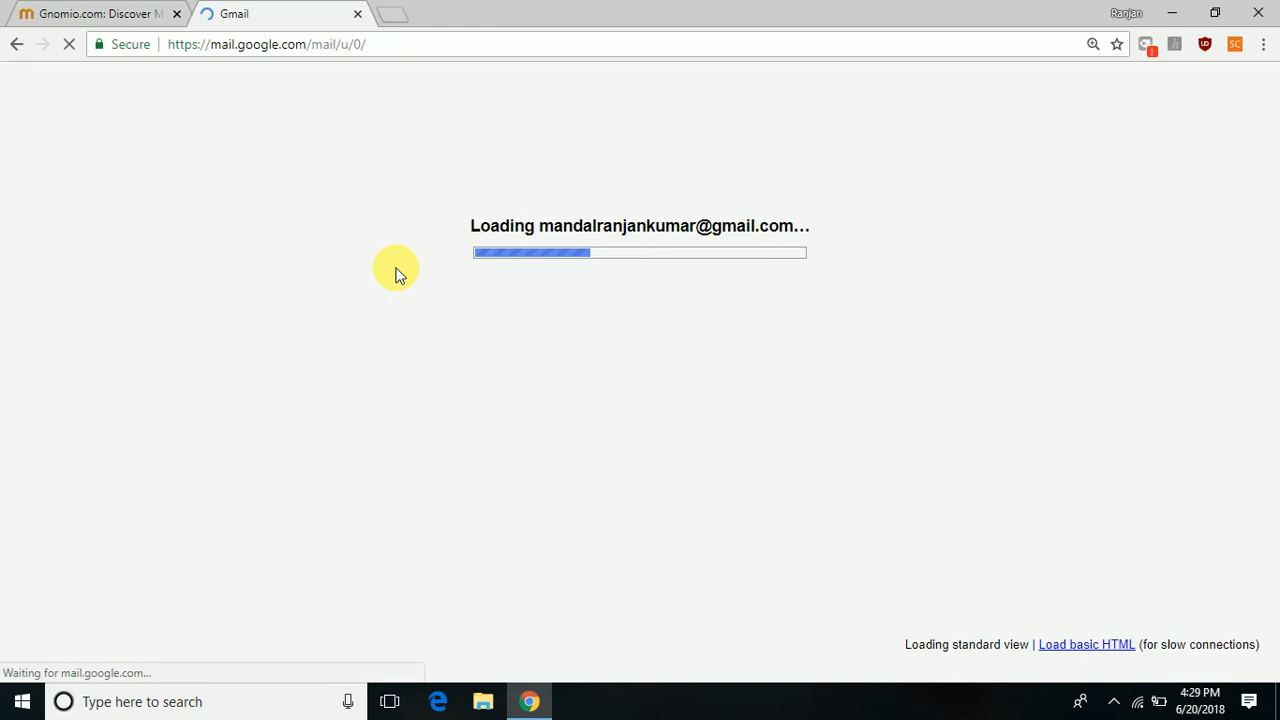 Gnomio.com: Discover M
Gmail
Ranjan
Secure
https://mail.google.com/mail/u/0/
UD
SC
Loading mandalranjankumar@gmail.com…
Loading standard view | Load basic HTML (for slow connections)
Waiting for mail.google.com...
Type here to search
4:29 PM
6/20/2018